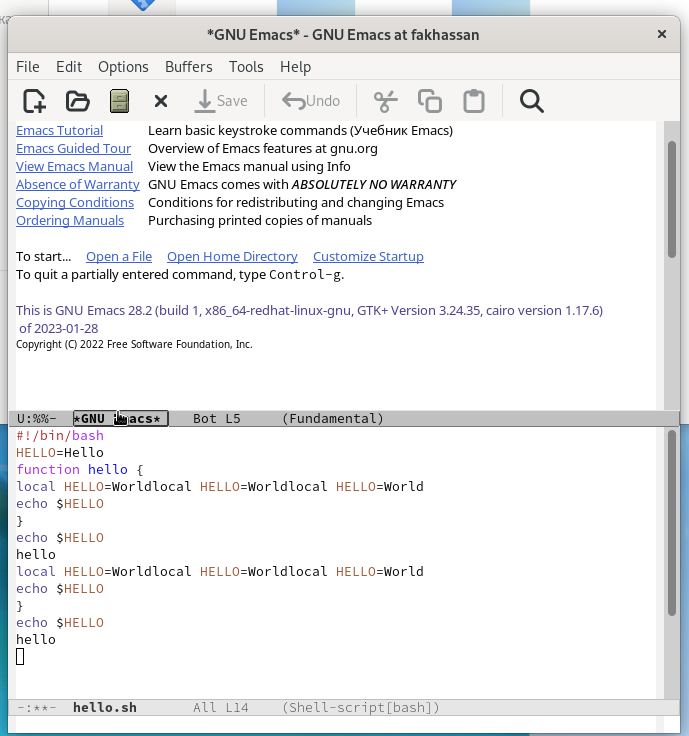 *GNU Emacs* - GNU Emacs at fakhassan
File Edit Options Buffers Tools Help
Save Undo
Emacs Tutorial Learn basic keystroke commands (Учебник Emacs)
Emacs Guided Tour Overview of Emacs features at gnu.org
View Emacs Manual View the Emacs manual using Info
Absence of Warranty GNU Emacs comes with ABSOLUTELY NO WARRANTY
Copying Conditions Conditions for redistributing and changing Emacs
Ordering Manuals Purchasing printed copies of manuals
To start... Open a File Open Home Directory Customize Startup
To quit a partially entered command, type Control-g.
This is GNU Emacs 28.2 (build 1, x86_64-redhat-linux-gnu, GTK+ Version 3.24.35, cairo version 1.17.6)
of 2023-01-28
Copyright (C) 2022 Free Software Foundation, Inc.
U:%%- *GNU Emacs* Bot L5 (Fundamental)
#!/bin/bash
HELLO=Hello
function hello {
local HELLO=Worldlocal HELLO=Worldlocal HELLO=World
echo $HELLO
}
echo $HELLO
hello
local HELLO=Worldlocal HELLO=Worldlocal HELLO=World
echo $HELLO
}
echo $HELLO
hello
-:**- hello.sh All L14 (Shell-script[bash])